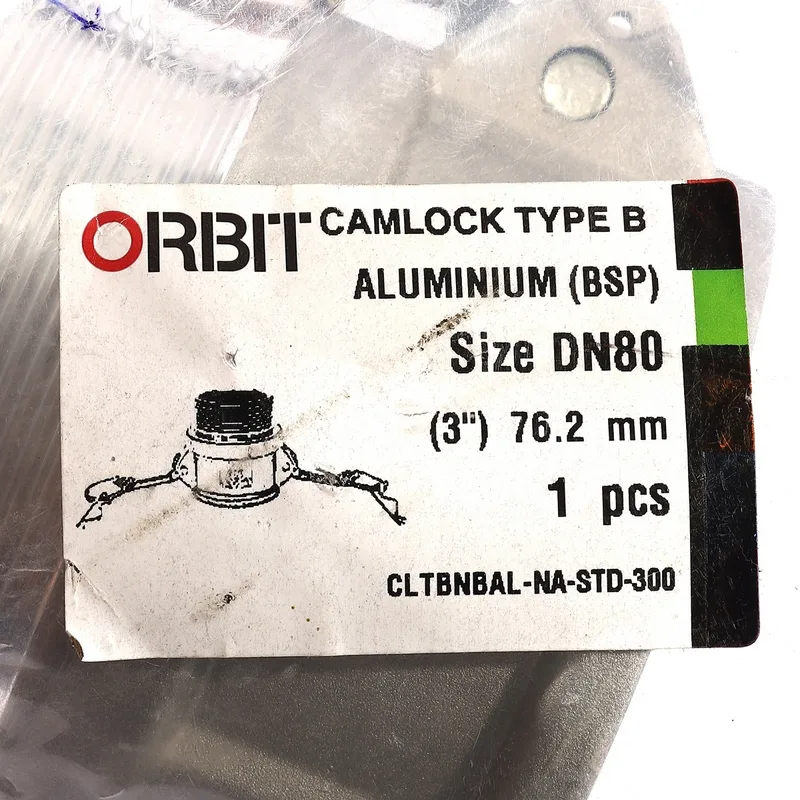 ORBIT CAMLOCK TYPE B
ALUMINIUM (BSP)
Size DN80
(3") 76.2 mm
1 pcs
CLTBNBAL-NA-STD-300